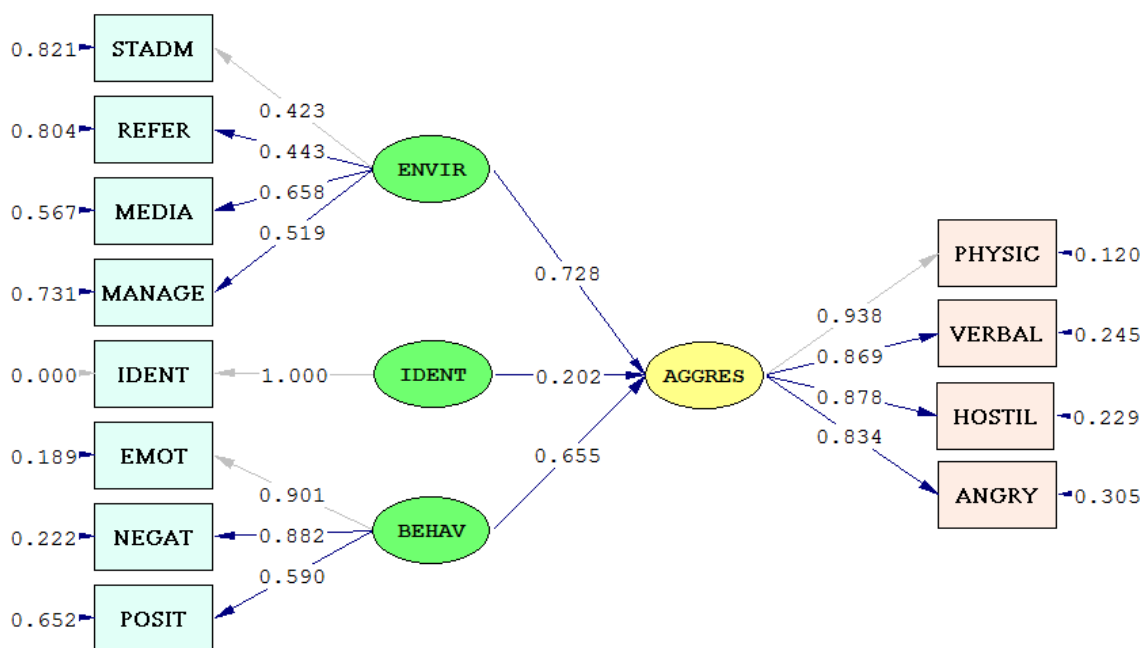 0.821 STADM
0.423
0.804 REFER
0.443
ENVIR
0.658
0.567 MEDIA
0.519
PHYSIC 0.120
0.728
0.731 MANAGE
0.938
VERBAL 0.245
0.869
0.000 IDENT 1.000 IDENT 0.202 AGGRES
0.878
HOSTIL 0.229
0.834
0.189 EMOT
0.655
0.901
ANGRY 0.305
0.222 NEGAT 0.882 BEHAV
0.590
0.652 POSIT